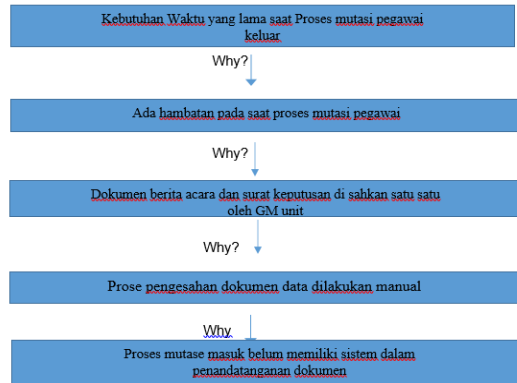 Kebutuhan Waktu yang lama saat Proses mutasi pegawai
keluar
Why?
Ada hambatan pada saat proses mutasi pegawai
Why?
Dokumen berita acara dan surat keputusan di sahkan satu satu
oleh GM unit
Why?
Prose pengesahan dokumen data dilakukan manual
Why
Proses mutase masuk belum memiliki sistem dalam
penandatanganan dokumen